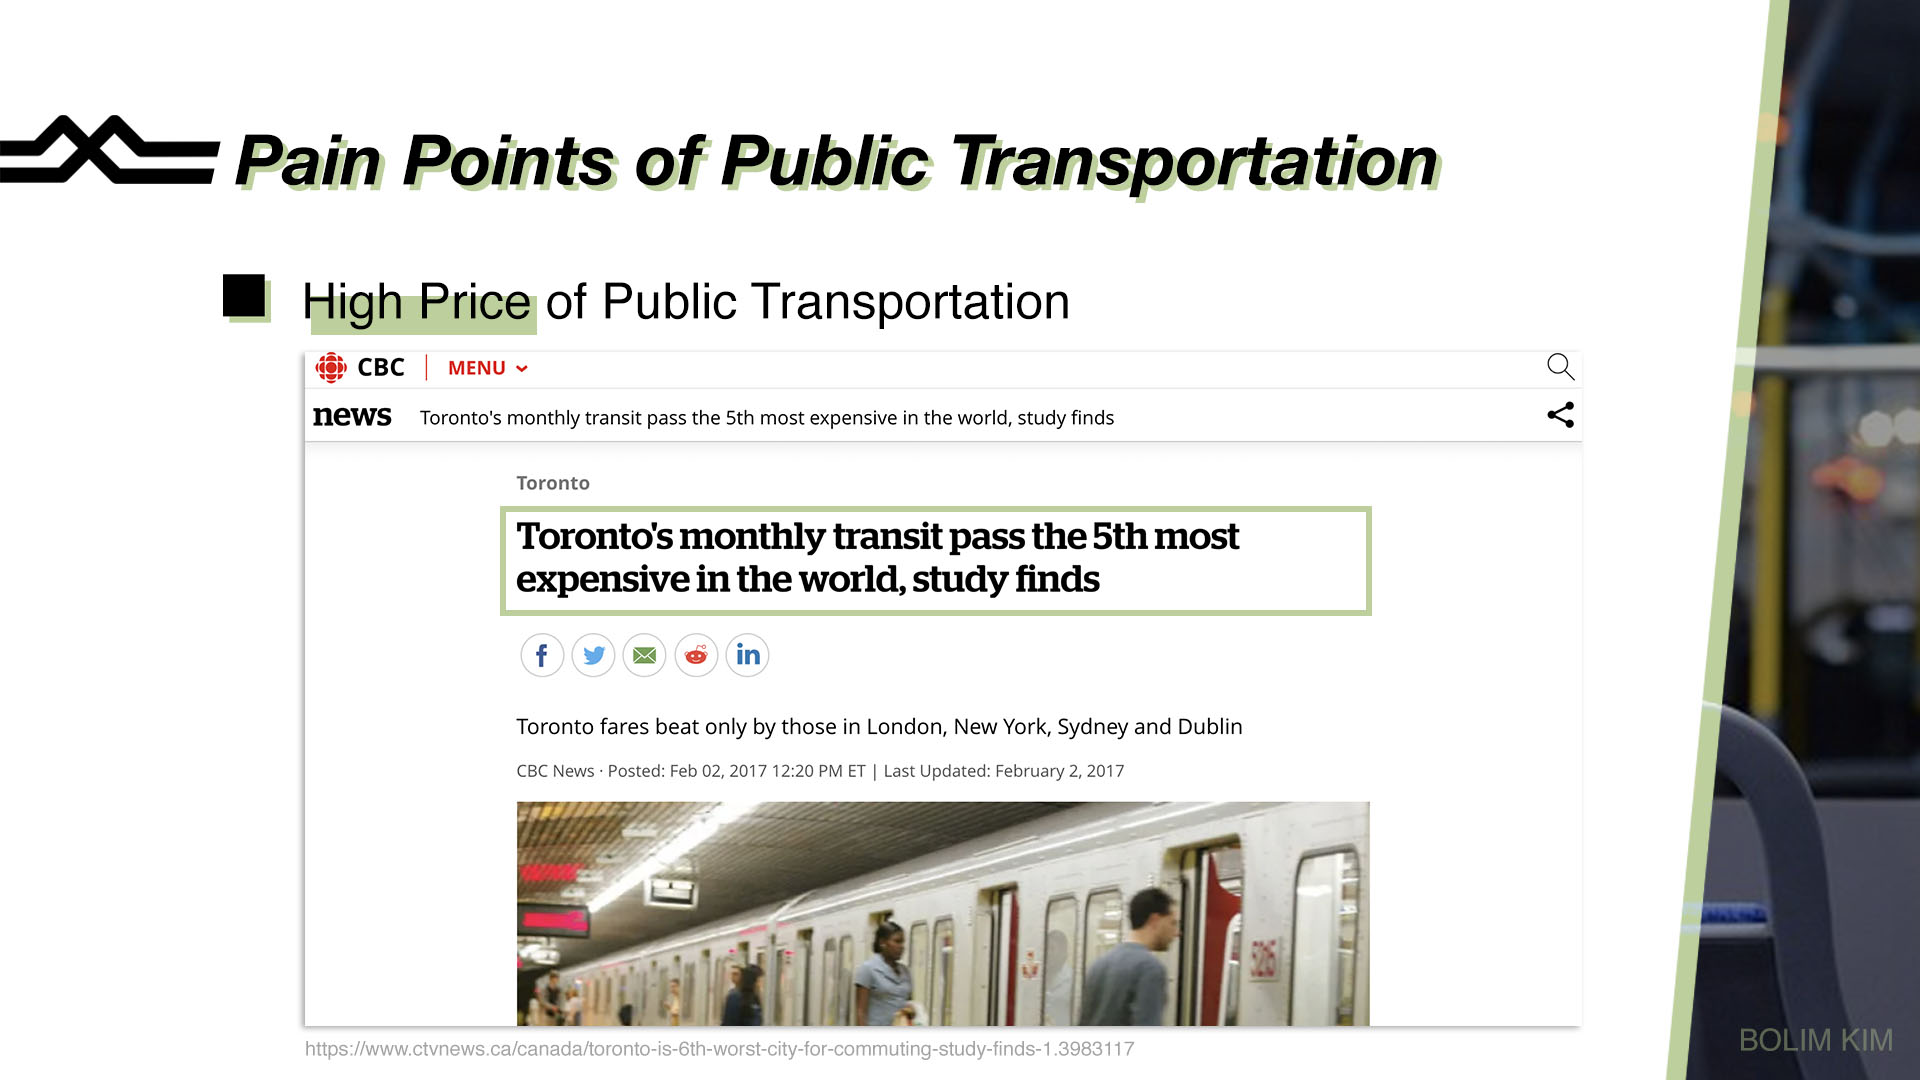 Pain Points of Public Transportation
High Price of Public Transportation
CBC MENU
news Toronto's monthly transit pass the 5th most expensive in the world, study finds
Toronto
Toronto's monthly transit pass the 5th most
expensive in the world, study finds
f in
Toronto fares beat only by those in London, New York, Sydney and Dublin
CBC News · Posted: Feb 02, 2017 12:20 PM ET | Last Updated: February 2, 2017
https://www.ctvnews.ca/canada/toronto-is-6th-worst-city-for-commuting-study-finds-1.3983117
BOLIM KIM